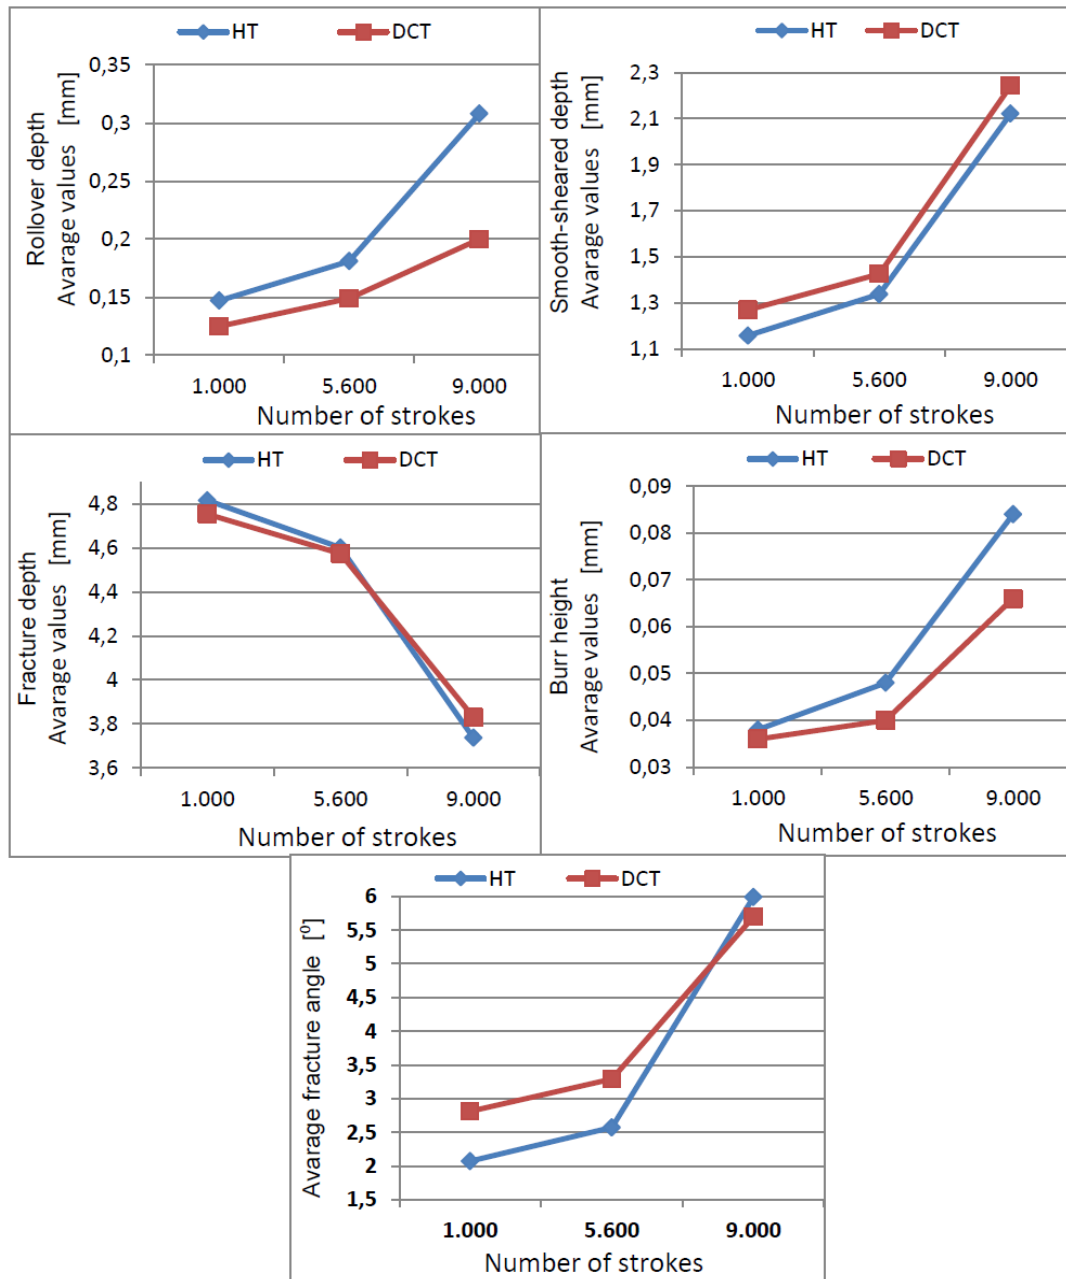 HT DCT
Rollover depth
Avarage values [mm]
0,35
0,3
0,25
0,2
0,15
0,1
1.000 5.600 9.000
Number of strokes
HT DCT
Smooth-sheared depth
Avarage values [mm]
2,3
2,1
1,9
1,7
1,5
1,3
1,1
1.000 5.600 9.000
Number of strokes
HT DCT
Fracture depth
Avarage values [mm]
4,8
4,6
4,4
4,2
4
3,8
3,6
1.000 5.600 9.000
Number of strokes
HT DCT
Burr height
Avarage values [mm]
0,09
0,08
0,07
0,06
0,05
0,04
0,03
1.000 5.600 9.000
Number of strokes
HT DCT
Avarage fracture angle [⁰]
6
5,5
5
4,5
4
3,5
3
2,5
2
1,5
1.000 5.600 9.000
Number of strokes